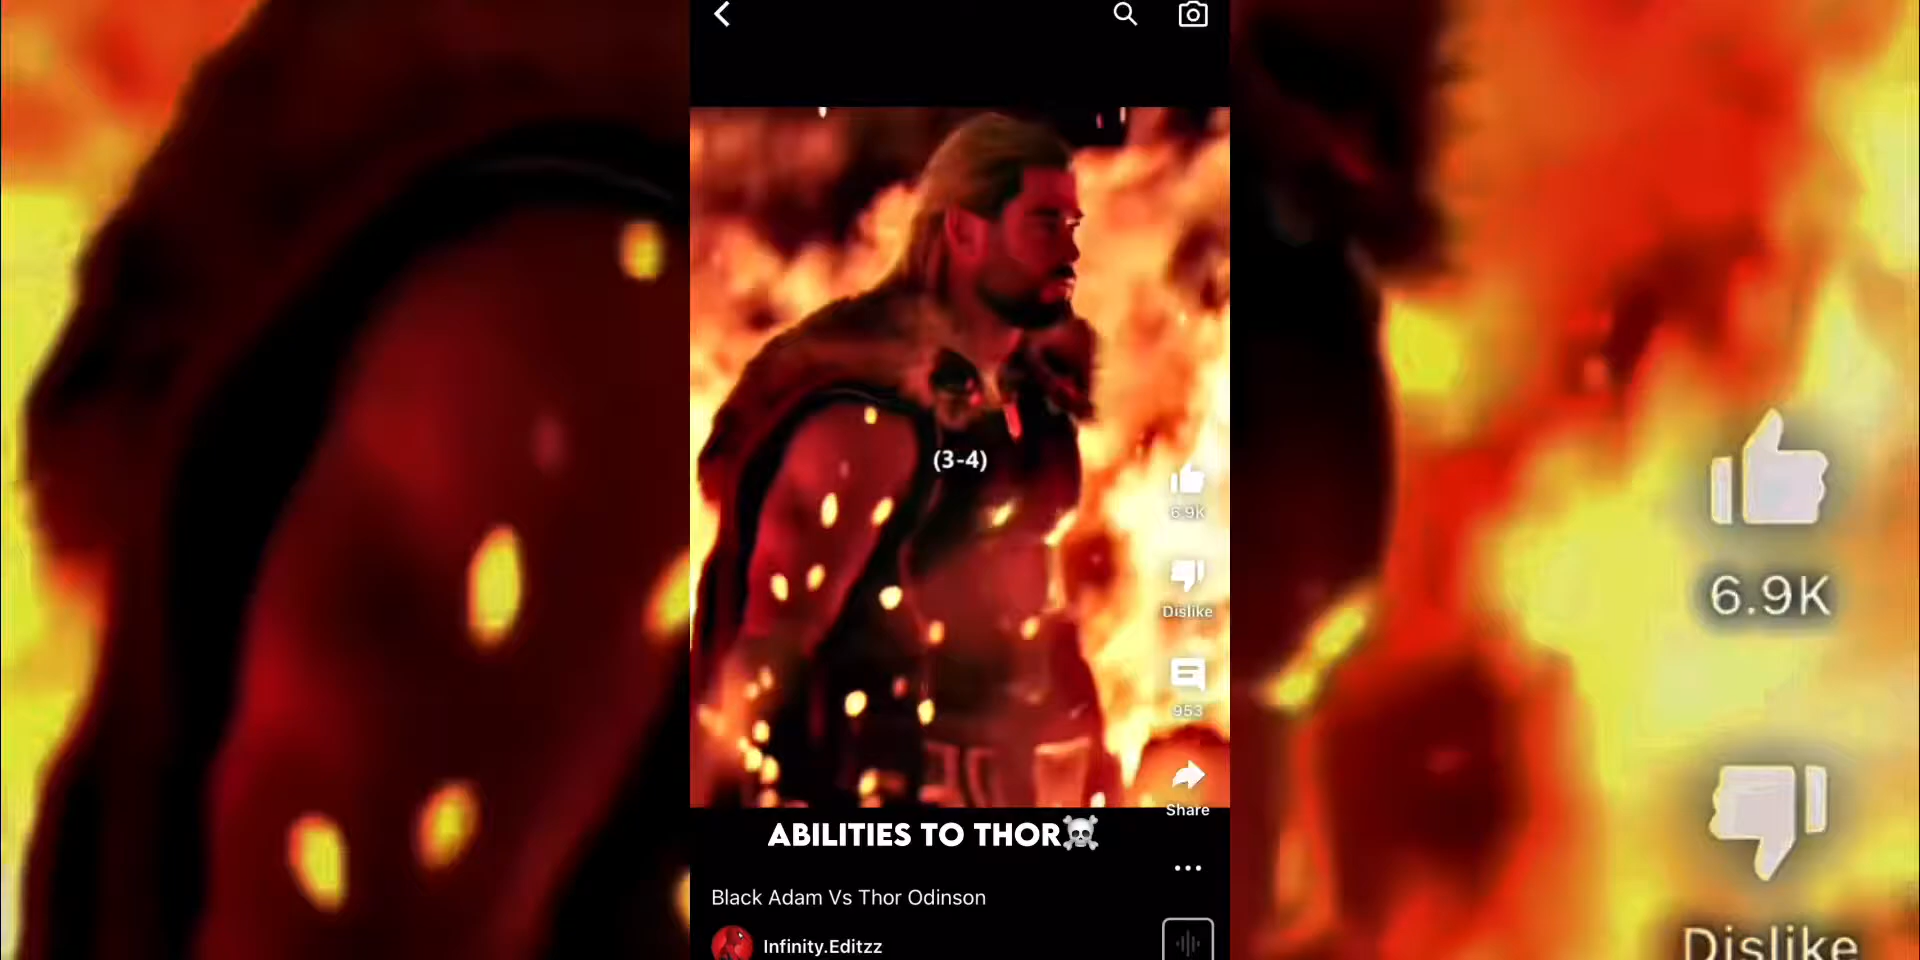 (3-4)
6.9K
Dislike
953
Share
ABILITIES TO THOR☠️
Black Adam Vs Thor Odinson
Infinity.Editzz
6.9K
Dislike